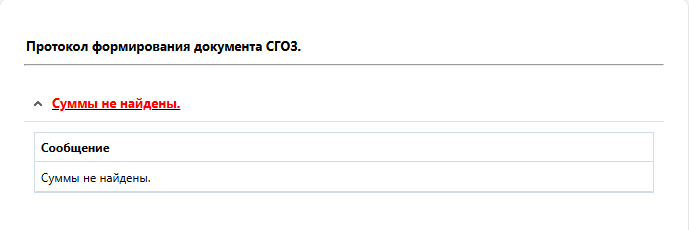 Протокол формирования документа СГОЗ.
Суммы не найдены.
Сообщение
Суммы не найдены.